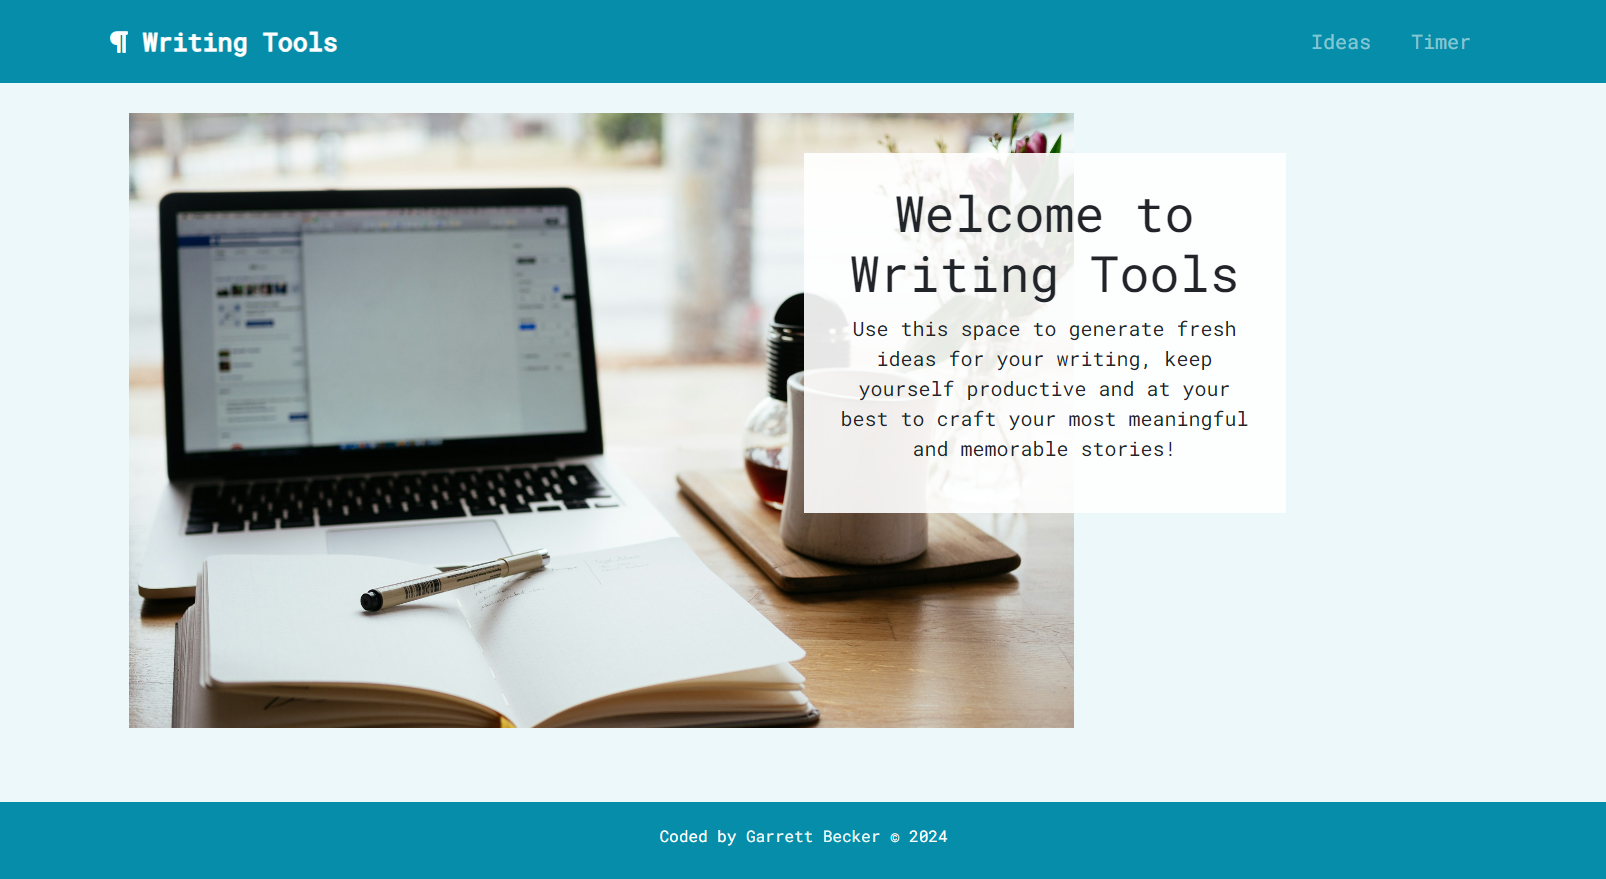 ¶ Writing Tools
Ideas Timer
Welcome to
Writing Tools
Use this space to generate fresh
ideas for your writing, keep
yourself productive and at your
best to craft your most meaningful
and memorable stories!
Coded by Garrett Becker © 2024